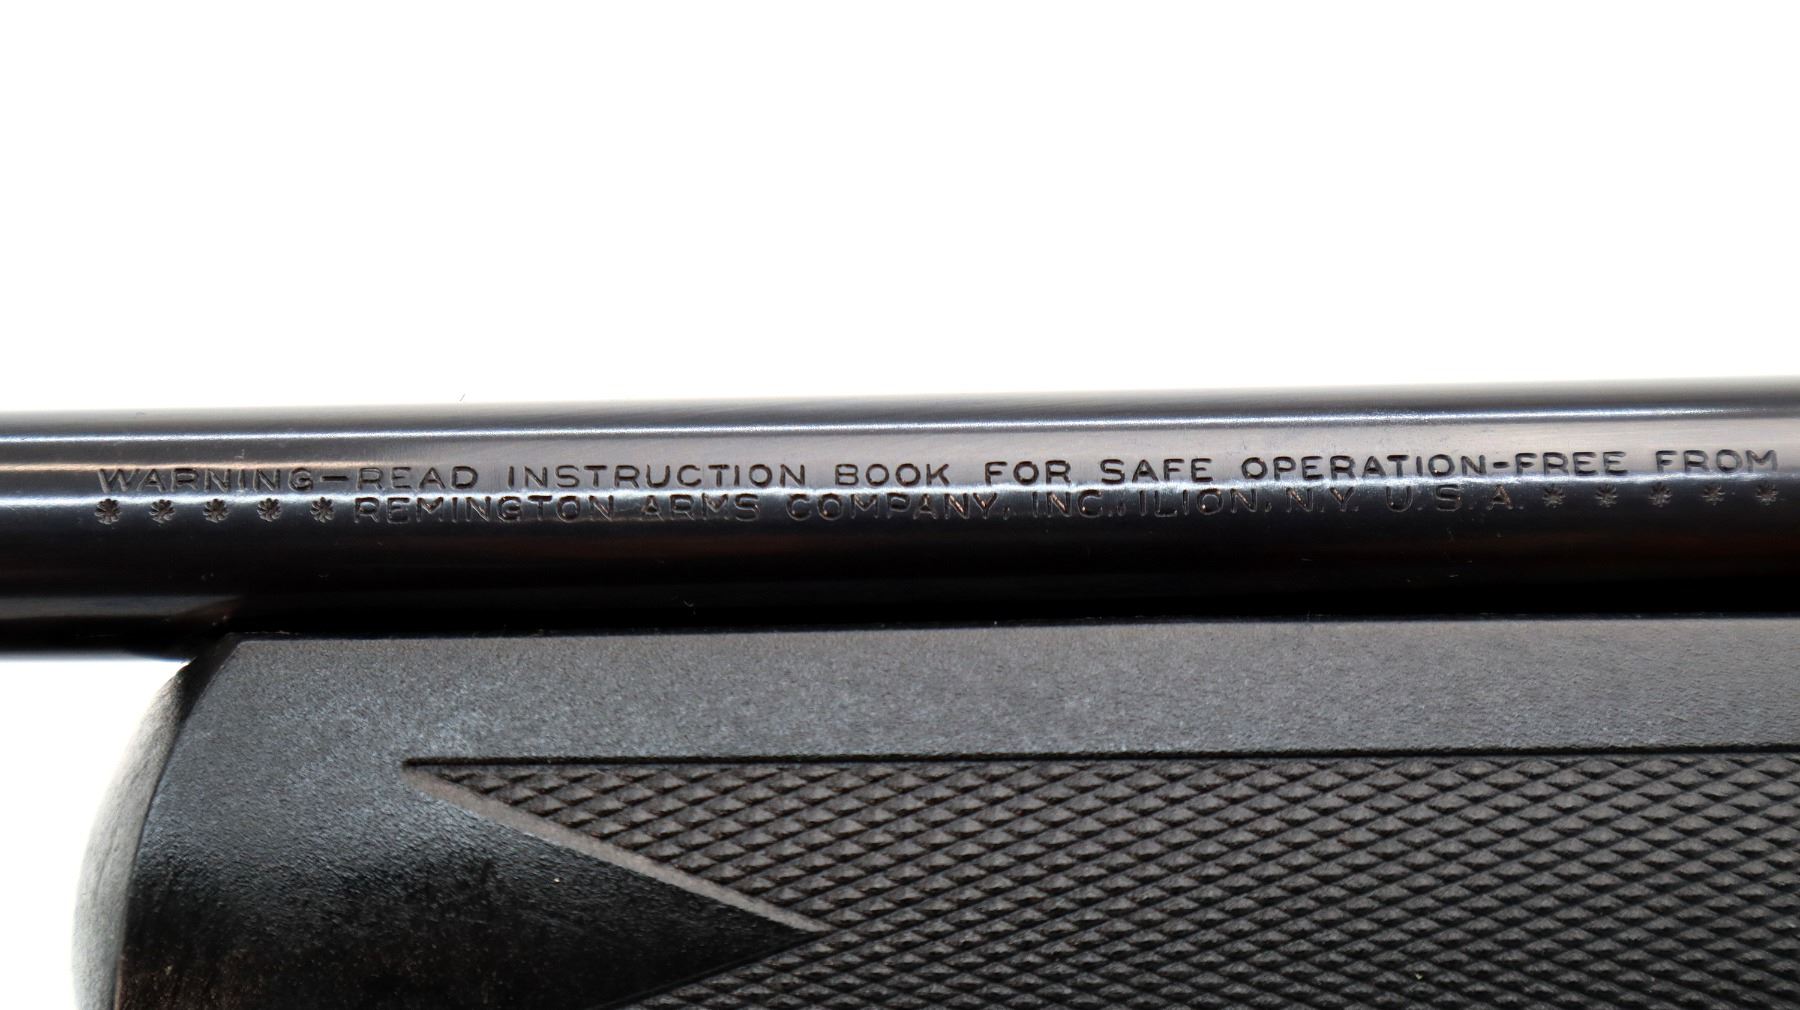 WARNING-READ INSTRUCTION BOOK FOR SAFE OPERATION-FREE FROM
* * * * * REMINGTON ARMS COMPANY, INC., ILION, N.Y. U.S.A. * * * * *